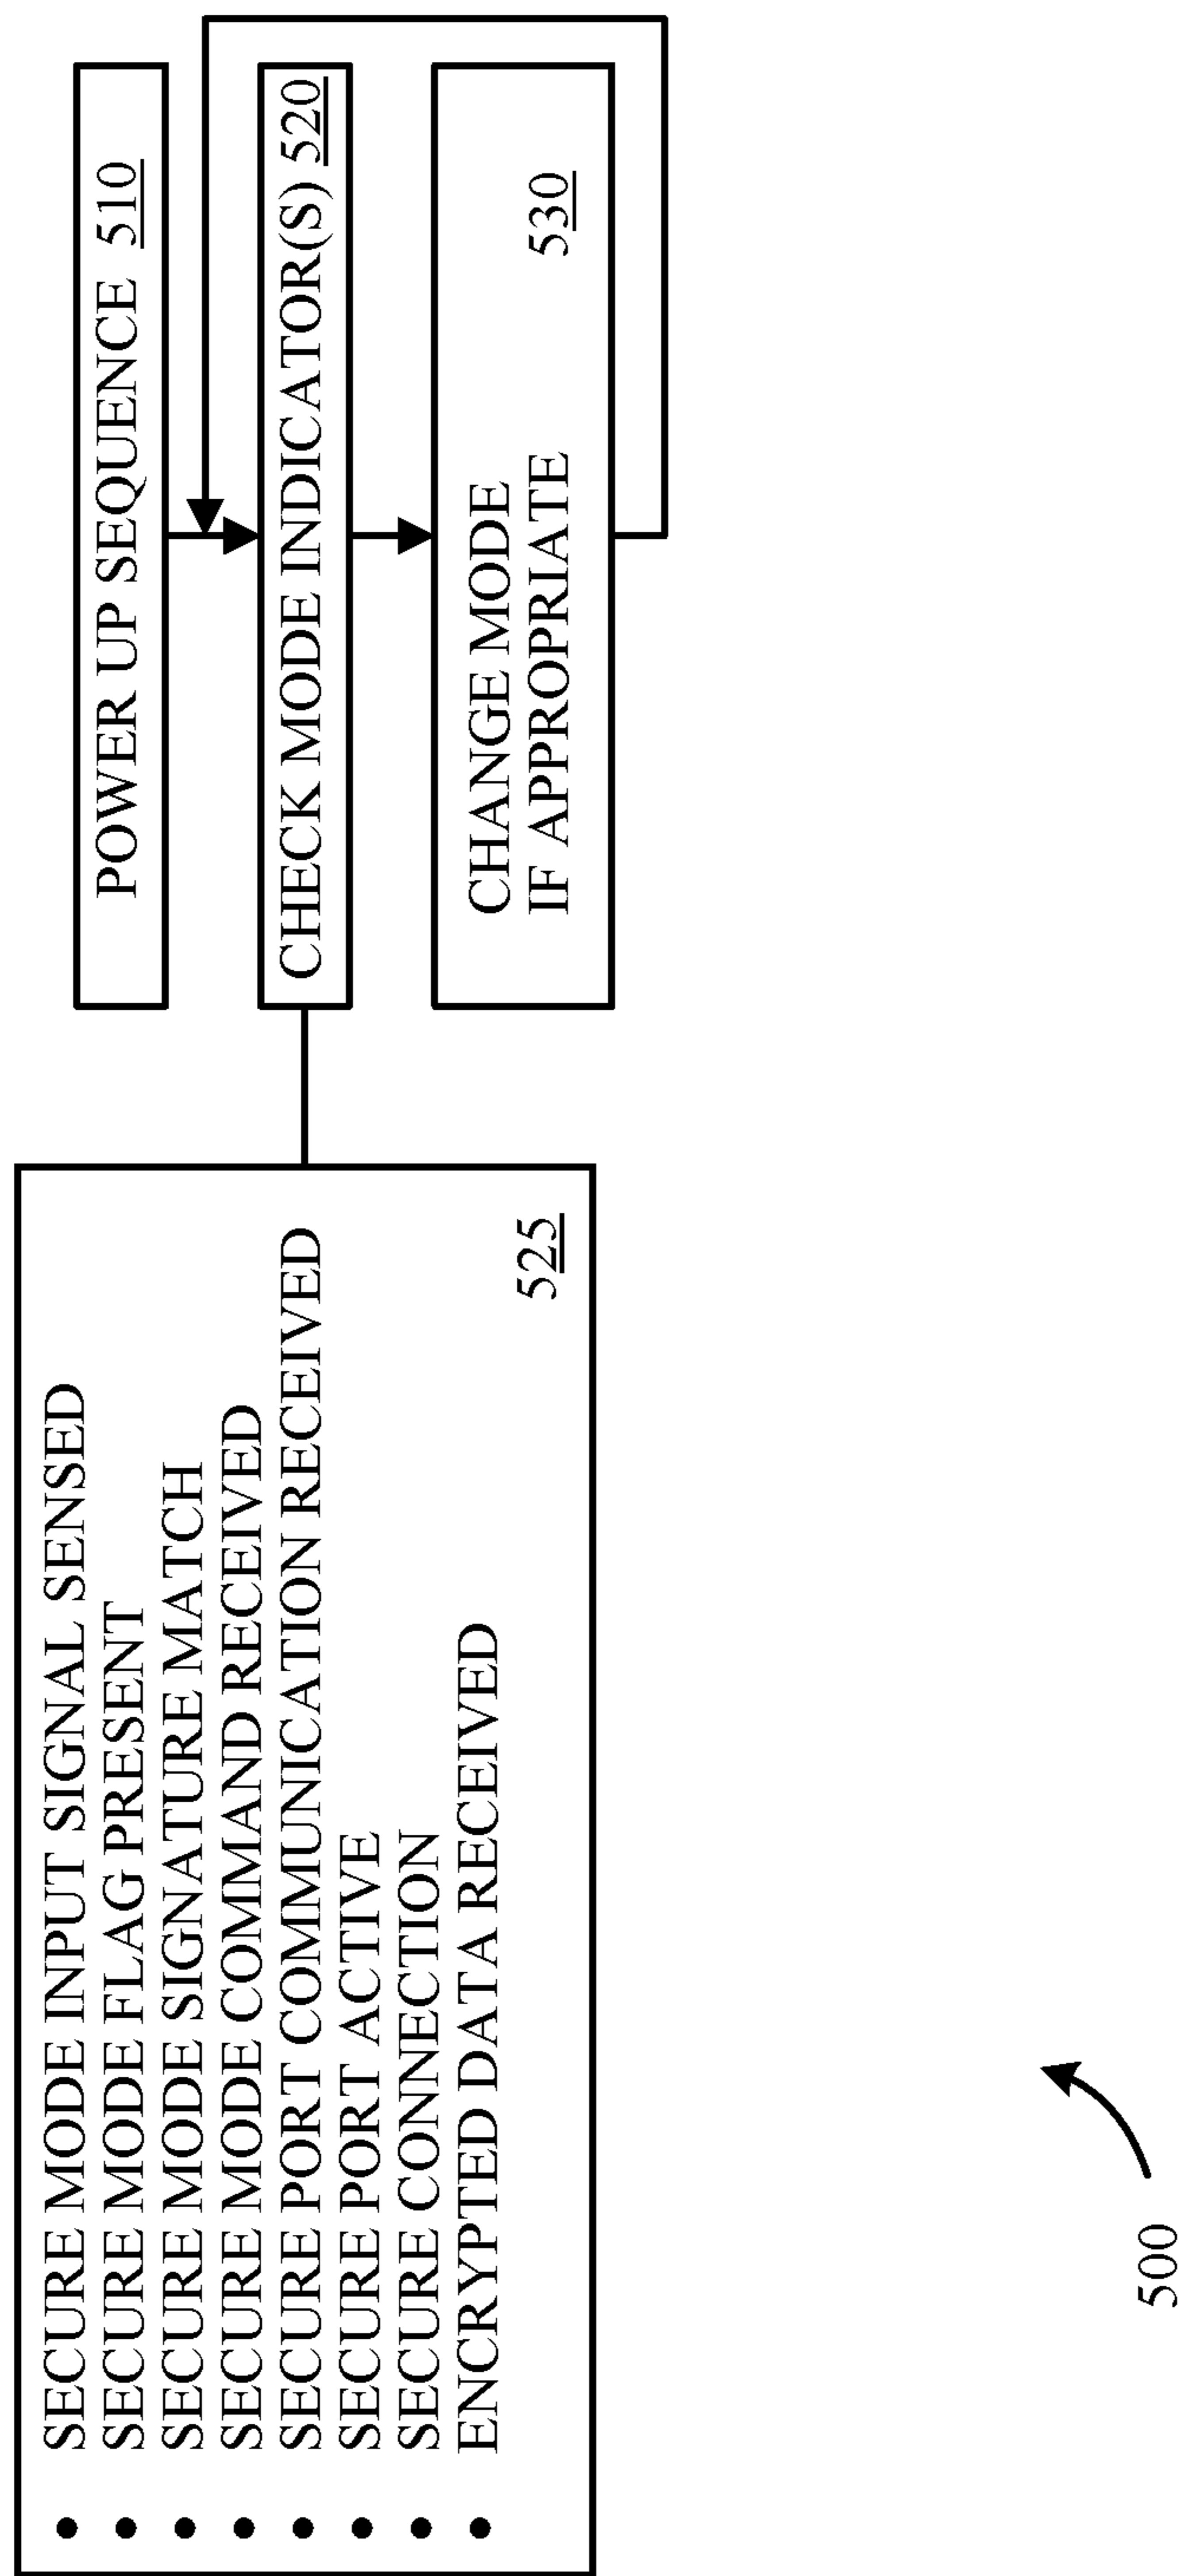 SECURE MODE INPUT SIGNAL SENSED
SECURE MODE FLAG PRESENT
SECURE MODE SIGNATURE MATCH
SECURE MODE COMMAND RECEIVED
SECURE PORT COMMUNICATION RECEIVED
SECURE PORT ACTIVE
SECURE CONNECTION
ENCRYPTED DATA RECEIVED
525
POWER UP SEQUENCE 510
CHECK MODE INDICATOR(S) 520
CHANGE MODE
IF APPROPRIATE 530
500